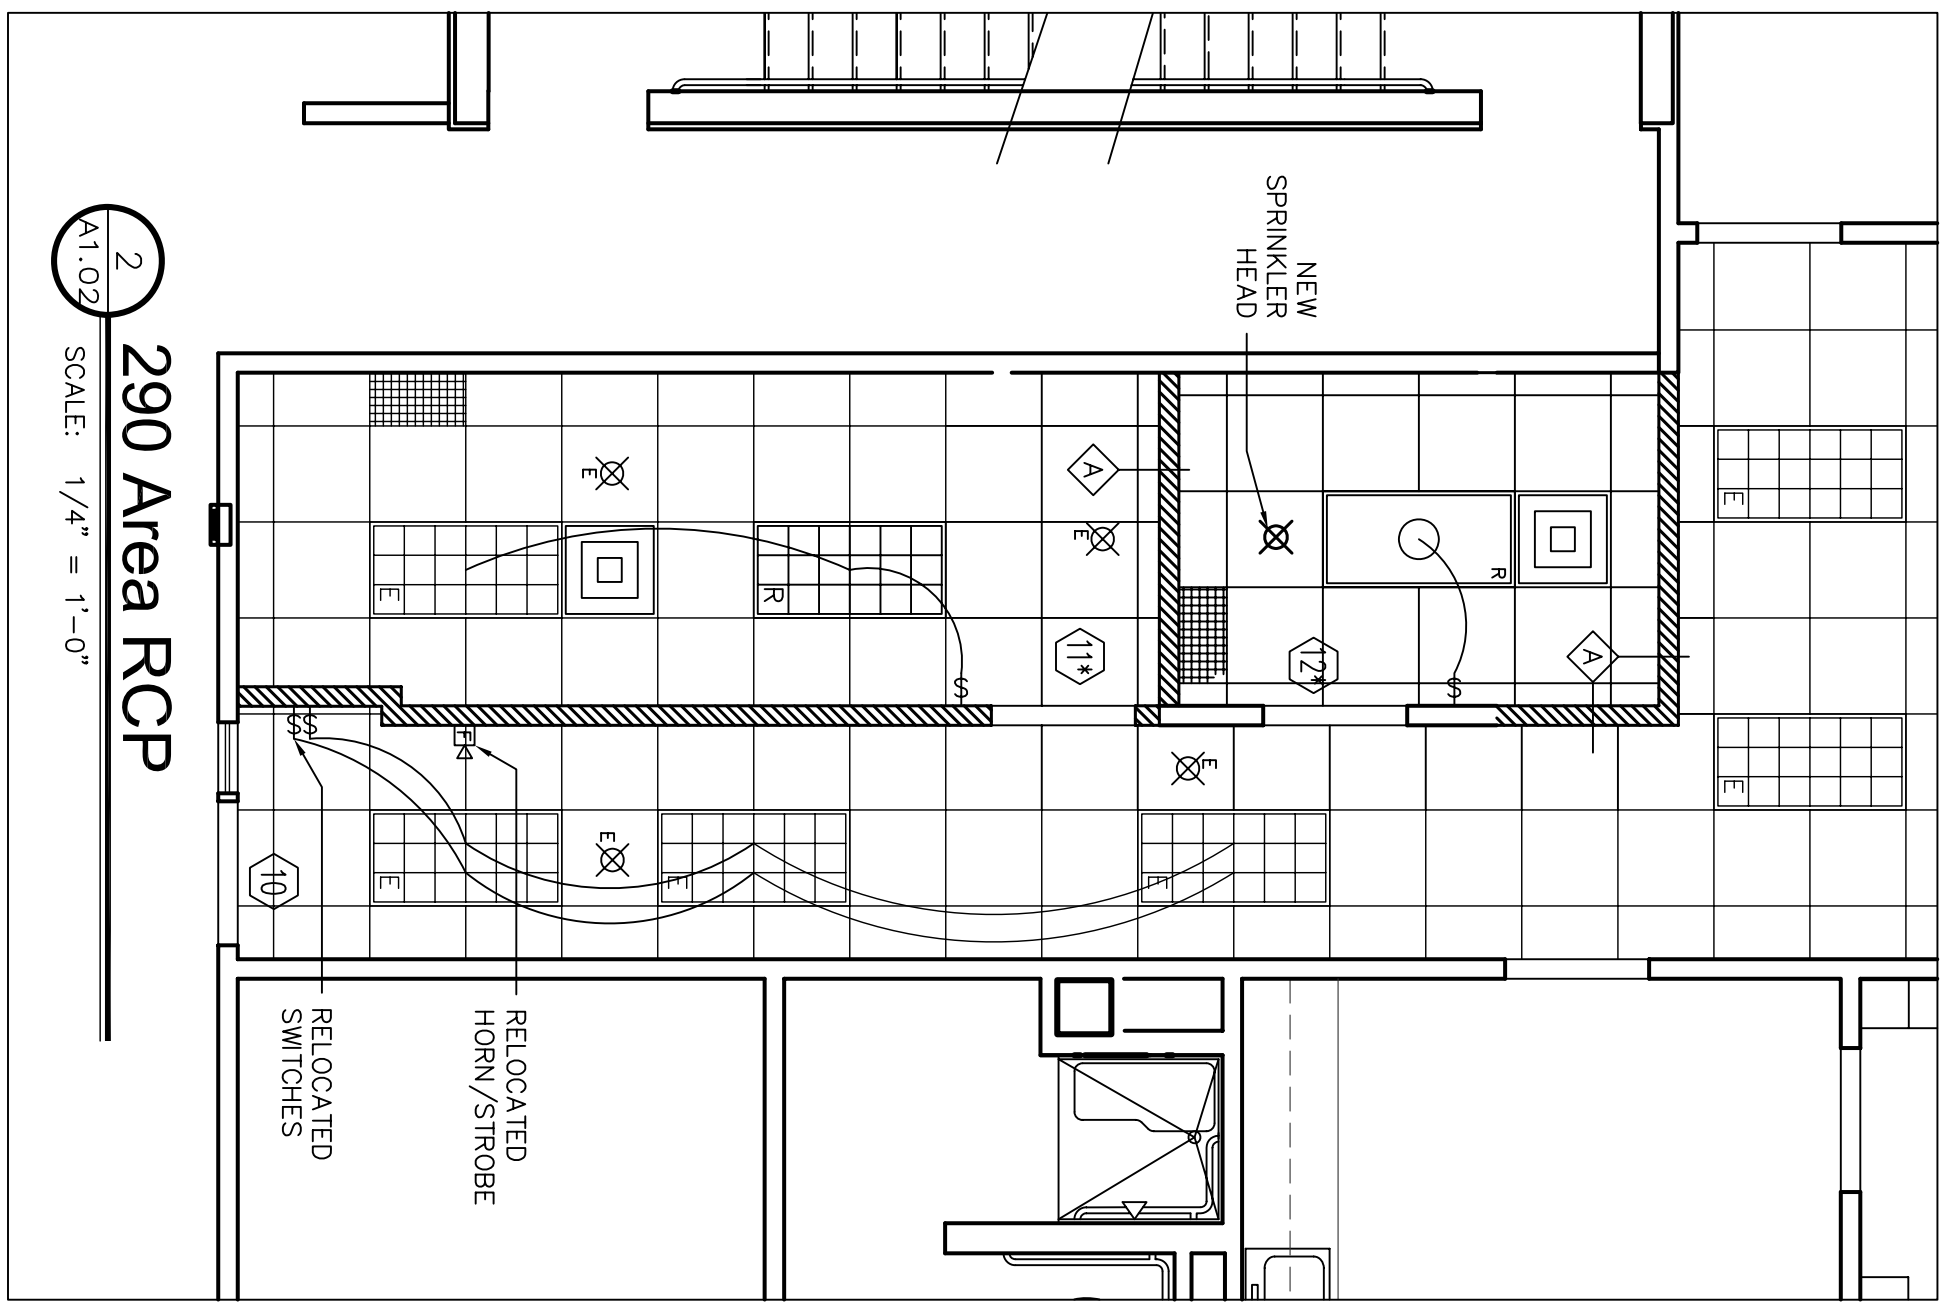 NEW
SPRINKLER
HEAD
A
A
E
E
E
E
R
R
E
E
11*
12*
S
S
SS
F
E
E
E
E
E
10
RELOCATED
SWITCHES
RELOCATED
HORN/STROBE
2
A1.02
290 Area RCP
SCALE: 1/4" = 1'-0"